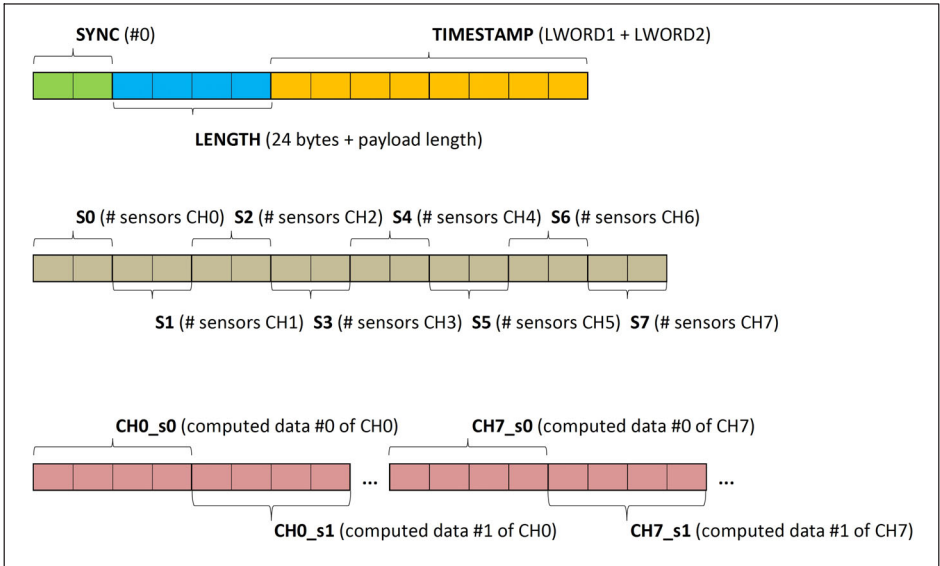 SYNC (#0)
TIMESTAMP (LWORD1 + LWORD2)
LENGTH (24 bytes + payload length)
S0 (# sensors CH0) S2 (# sensors CH2) S4 (# sensors CH4) S6 (# sensors CH6)
S1 (# sensors CH1) S3 (# sensors CH3) S5 (# sensors CH5) S7 (# sensors CH7)
CH0_s0 (computed data #0 of CH0)
CH7_s0 (computed data #0 of CH7)
... ...
CH0_s1 (computed data #1 of CH0)
CH7_s1 (computed data #1 of CH7)